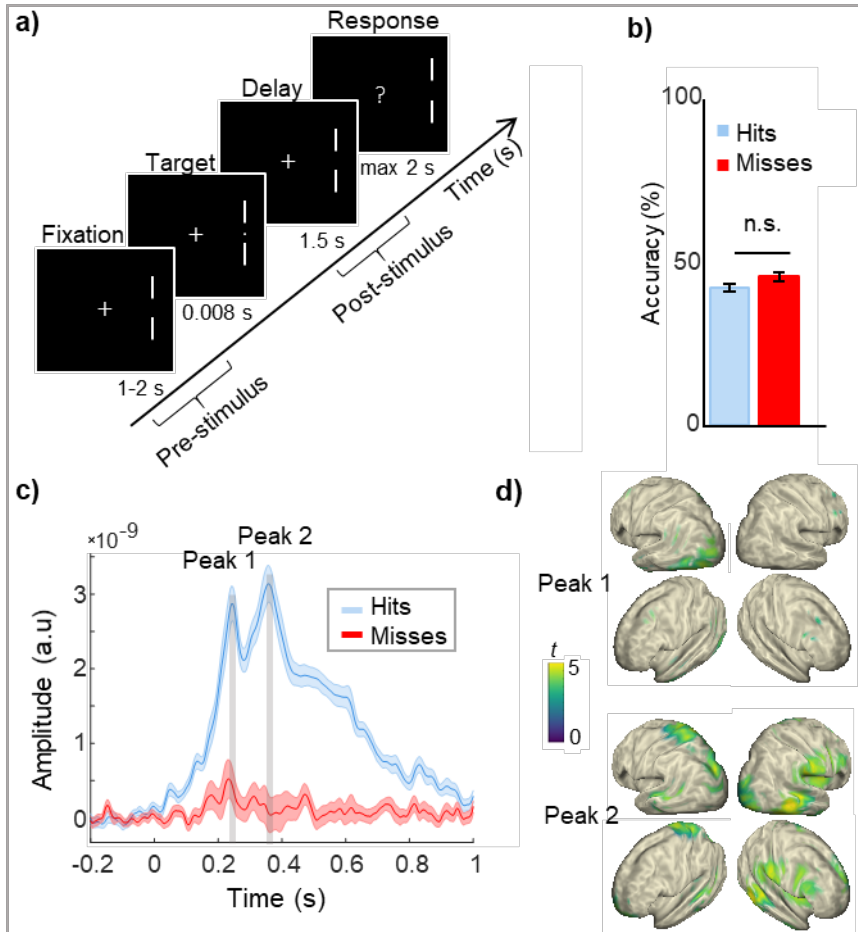 a)
Response
?
Delay
+
max 2 s
Time (s)
Target
+
1.5 s
Post-stimulus
Fixation
+
0.008 s
1-2 s
Pre-stimulus
b)
100
Hits
Misses
n.s.
50
0
Accuracy (%)
c)
×10⁻⁹
Peak 1
Peak 2
3
2
1
0
Amplitude (a.u)
Hits
Misses
-0.2
0
0.2
0.4
0.6
0.8
1
Time (s)
d)
Peak 1
t
5
0
Peak 2